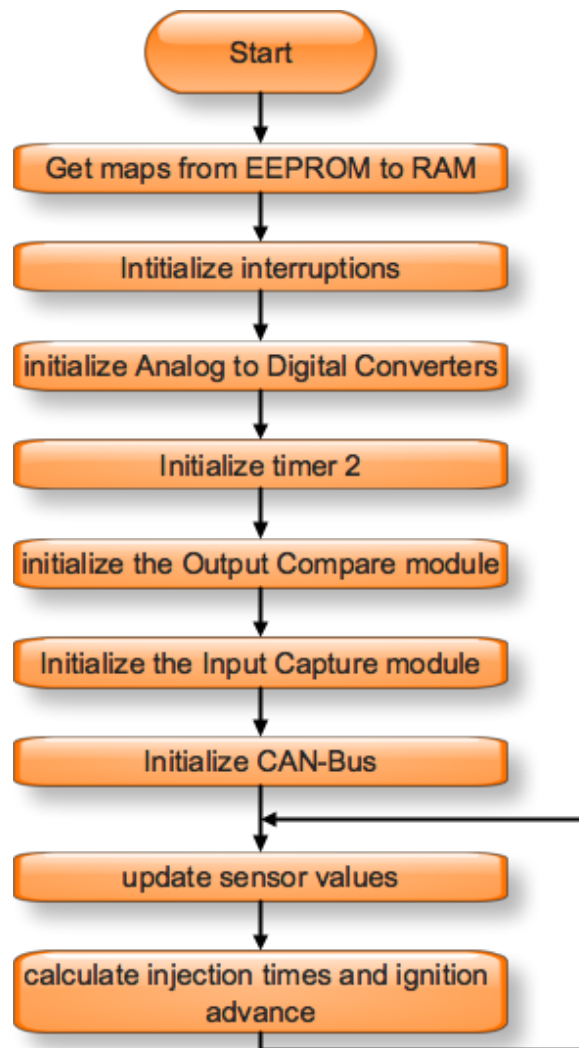 Start
Get maps from EEPROM to RAM
Intitialize interruptions
initialize Analog to Digital Converters
Initialize timer 2
initialize the Output Compare module
Initialize the Input Capture module
Initialize CAN-Bus
update sensor values
calculate injection times and ignition
advance